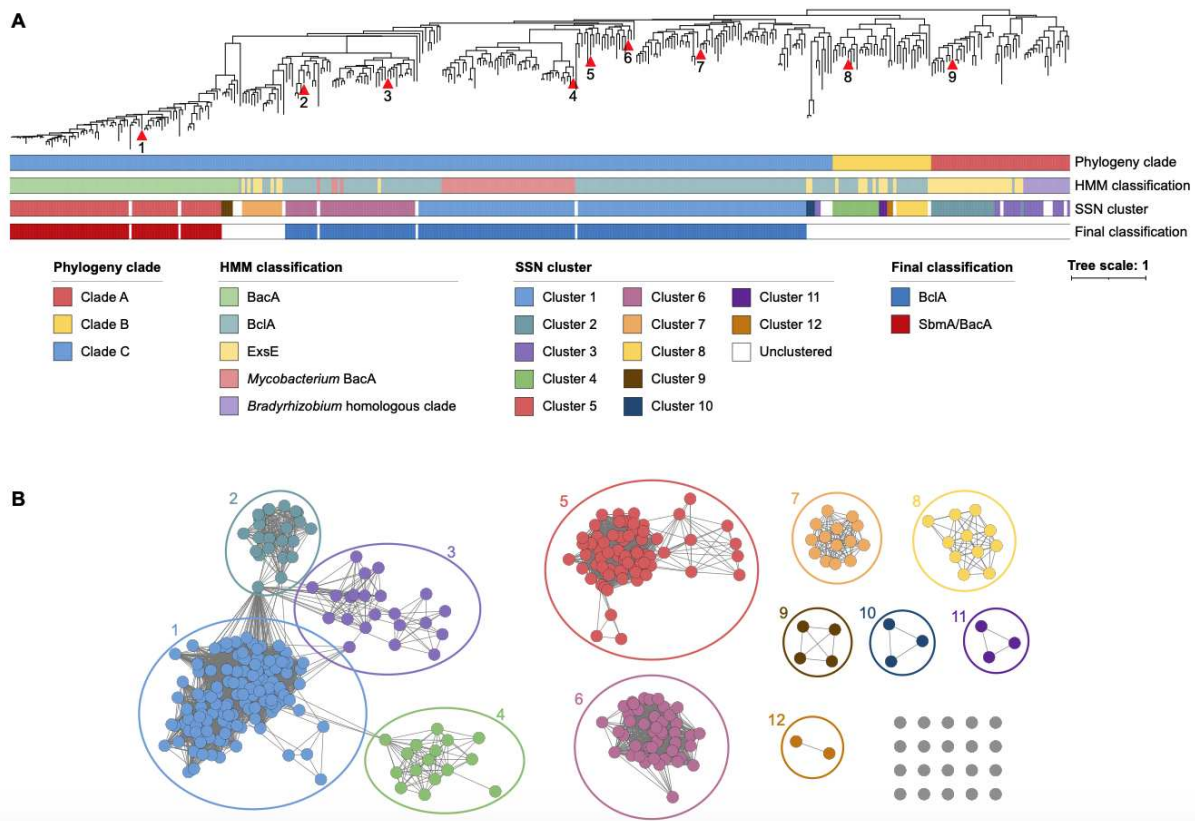 A
1
2
3
4
5
6
7
8
9
Phylogeny clade
HMM classification
SSN cluster
Final classification
Phylogeny clade
Clade A
Clade B
Clade C
HMM classification
BacA
BclA
ExsE
Mycobacterium BacA
Bradyrhizobium homologous clade
SSN cluster
Cluster 1
Cluster 2
Cluster 3
Cluster 4
Cluster 5
Cluster 6
Cluster 7
Cluster 8
Cluster 9
Cluster 10
Cluster 11
Cluster 12
Unclustered
Final classification
BclA
SbmA/BacA
Tree scale: 1
B
1
2
3
4
5
6
7
8
9
10
11
12